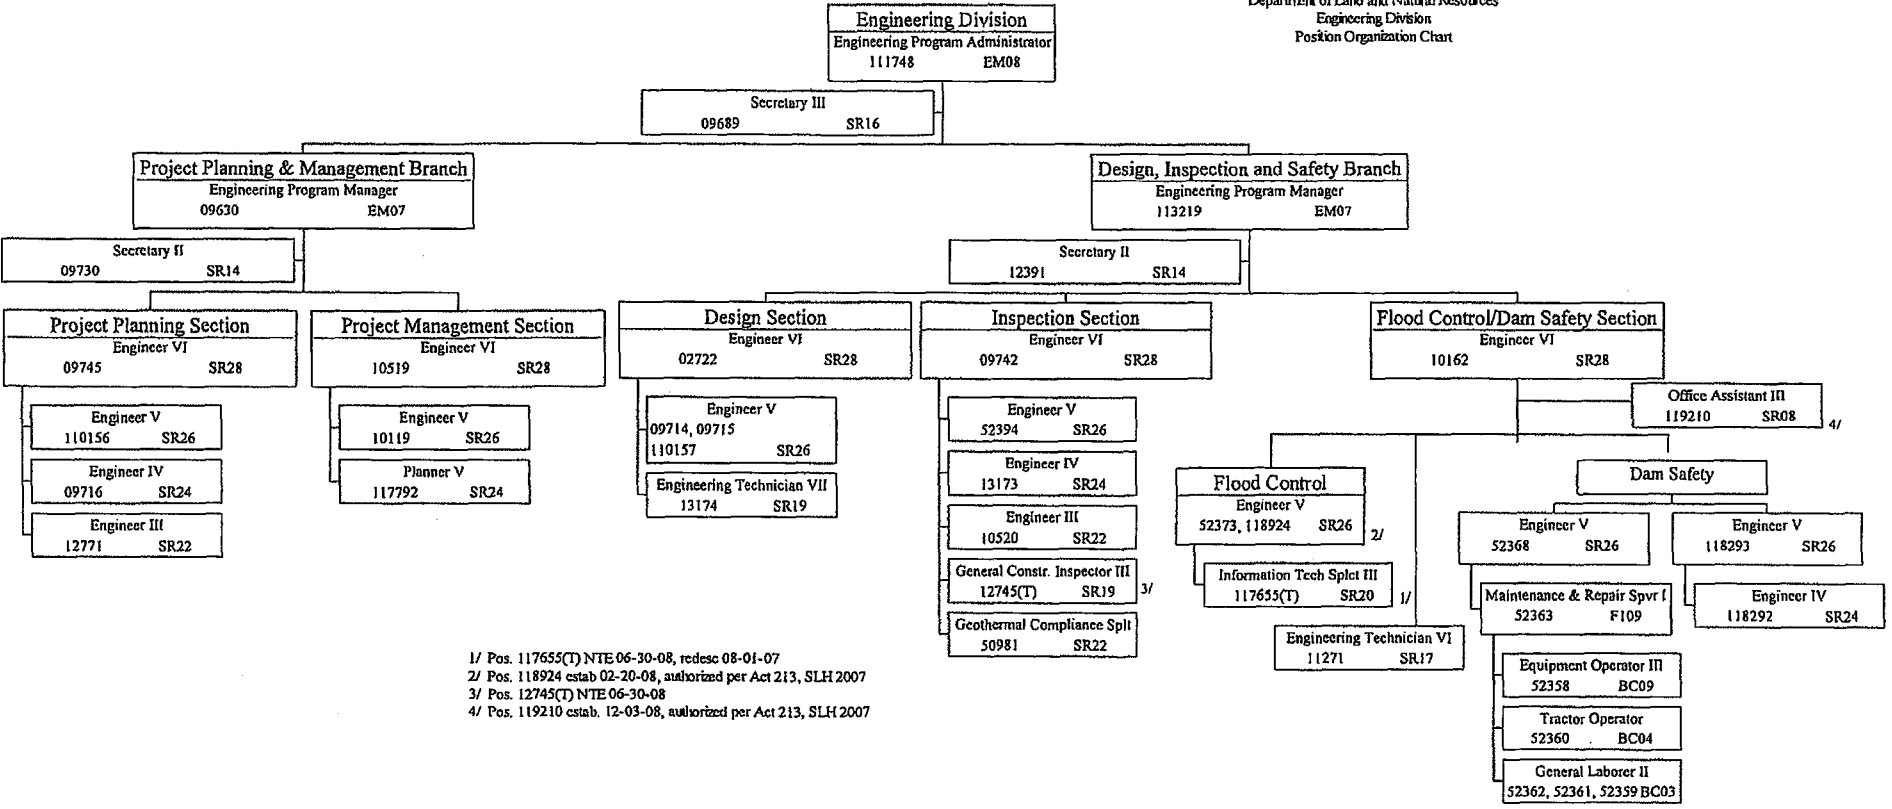 Department of Land and Natural Resources
Engineering Division
Position Organization Chart
Engineering Division
Engineering Program Administrator
111748 EM08
Secretary III
09689 SR16
Project Planning & Management Branch
Engineering Program Manager
09630 EM07
Design, Inspection and Safety Branch
Engineering Program Manager
113219 EM07
Secretary II
09730 SR14
Secretary II
12391 SR14
Project Planning Section
Engineer VI
09745 SR28
Project Management Section
Engineer VI
10519 SR28
Design Section
Engineer VI
02722 SR28
Inspection Section
Engineer VI
09742 SR28
Flood Control/Dam Safety Section
Engineer VI
10162 SR28
Office Assistant III
119210 SR08
4/
Engineer V
110156 SR26
Engineer IV
09716 SR24
Engineer III
12771 SR22
Engineer V
10119 SR26
Planner V
117792 SR24
Engineer V
09714, 09715
110157 SR26
Engineering Technician VII
13174 SR19
Engineer V
52394 SR26
Engineer IV
13173 SR24
Engineer III
10520 SR22
General Constr. Inspector III
12745(T) SR19
3/
Geothermal Compliance Splt
50981 SR22
Flood Control
Engineer V
52373, 118924 SR26
2/
Information Tech Splct III
117655(T) SR20
1/
Engineering Technician VI
11271 SR17
Dam Safety
Engineer V
52368 SR26
Engineer V
118293 SR26
Maintenance & Repair Spvr I
52363 F109
Engineer IV
118292 SR24
Equipment Operator III
52358 BC09
Tractor Operator
52360 BC04
General Laborer II
52362, 52361, 52359 BC03
1/ Pos. 117655(T) NTE 06-30-08, redesc 08-01-07
2/ Pos. 118924 estab 02-20-08, authorized per Act 213, SLH 2007
3/ Pos. 12745(T) NTE 06-30-08
4/ Pos. 119210 estab. 12-03-08, authorized per Act 213, SLH 2007